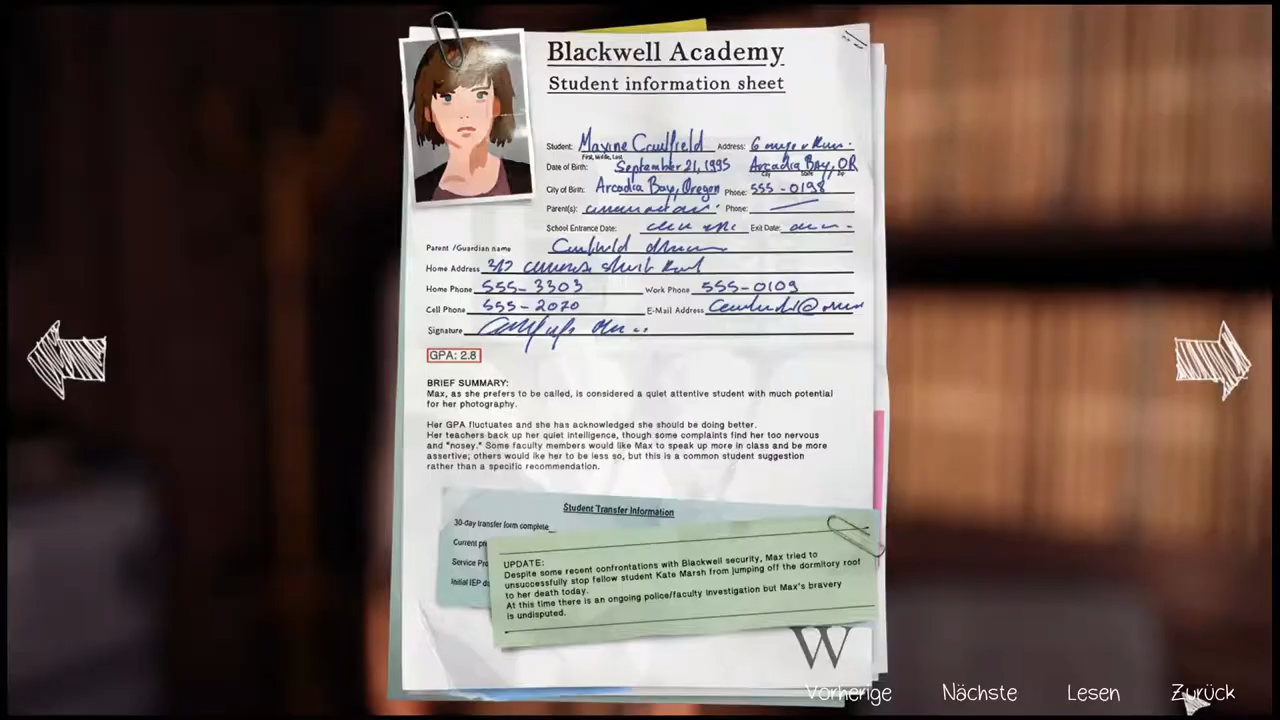 Blackwell Academy
Student information sheet
Student: Maxine Caulfield Address:
First, Middle, Last
Date of Birth: September 21, 1995 Arcadia Bay, OR
City State Zip
City of Birth: Arcadia Bay, Oregon Phone: 555-0198
Parent(s): Phone:
School Entrance Date: Exit Date:
Parent /Guardian name
Home Address
Home Phone 555-3303 Work Phone 555-0109
Cell Phone 555-2070 E-Mail Address
Signature
GPA: 2.8
BRIEF SUMMARY:
Max, as she prefers to be called, is considered a quiet attentive student with much potential
for her photography.
Her GPA fluctuates and she has acknowledged she should be doing better.
Her teachers back up her quiet intelligence, though some complaints find her too nervous
and "nosey." Some faculty members would like Max to speak up more in class and be more
assertive; others would like her to be less so, but this is a common student suggestion
rather than a specific recommendation.
Student Transfer Information
30-day transfer form complete_
Current pr
Service Pro
Initial IEP d
UPDATE:
Despite some recent confrontations with Blackwell security, Max tried to
unsuccessfully stop fellow student Kate Marsh from jumping off the dormitory roof
to her death today.
At this time there is an ongoing police/faculty investigation but Max's bravery
is undisputed.
W
Vorherige Nächste Lesen Zurück